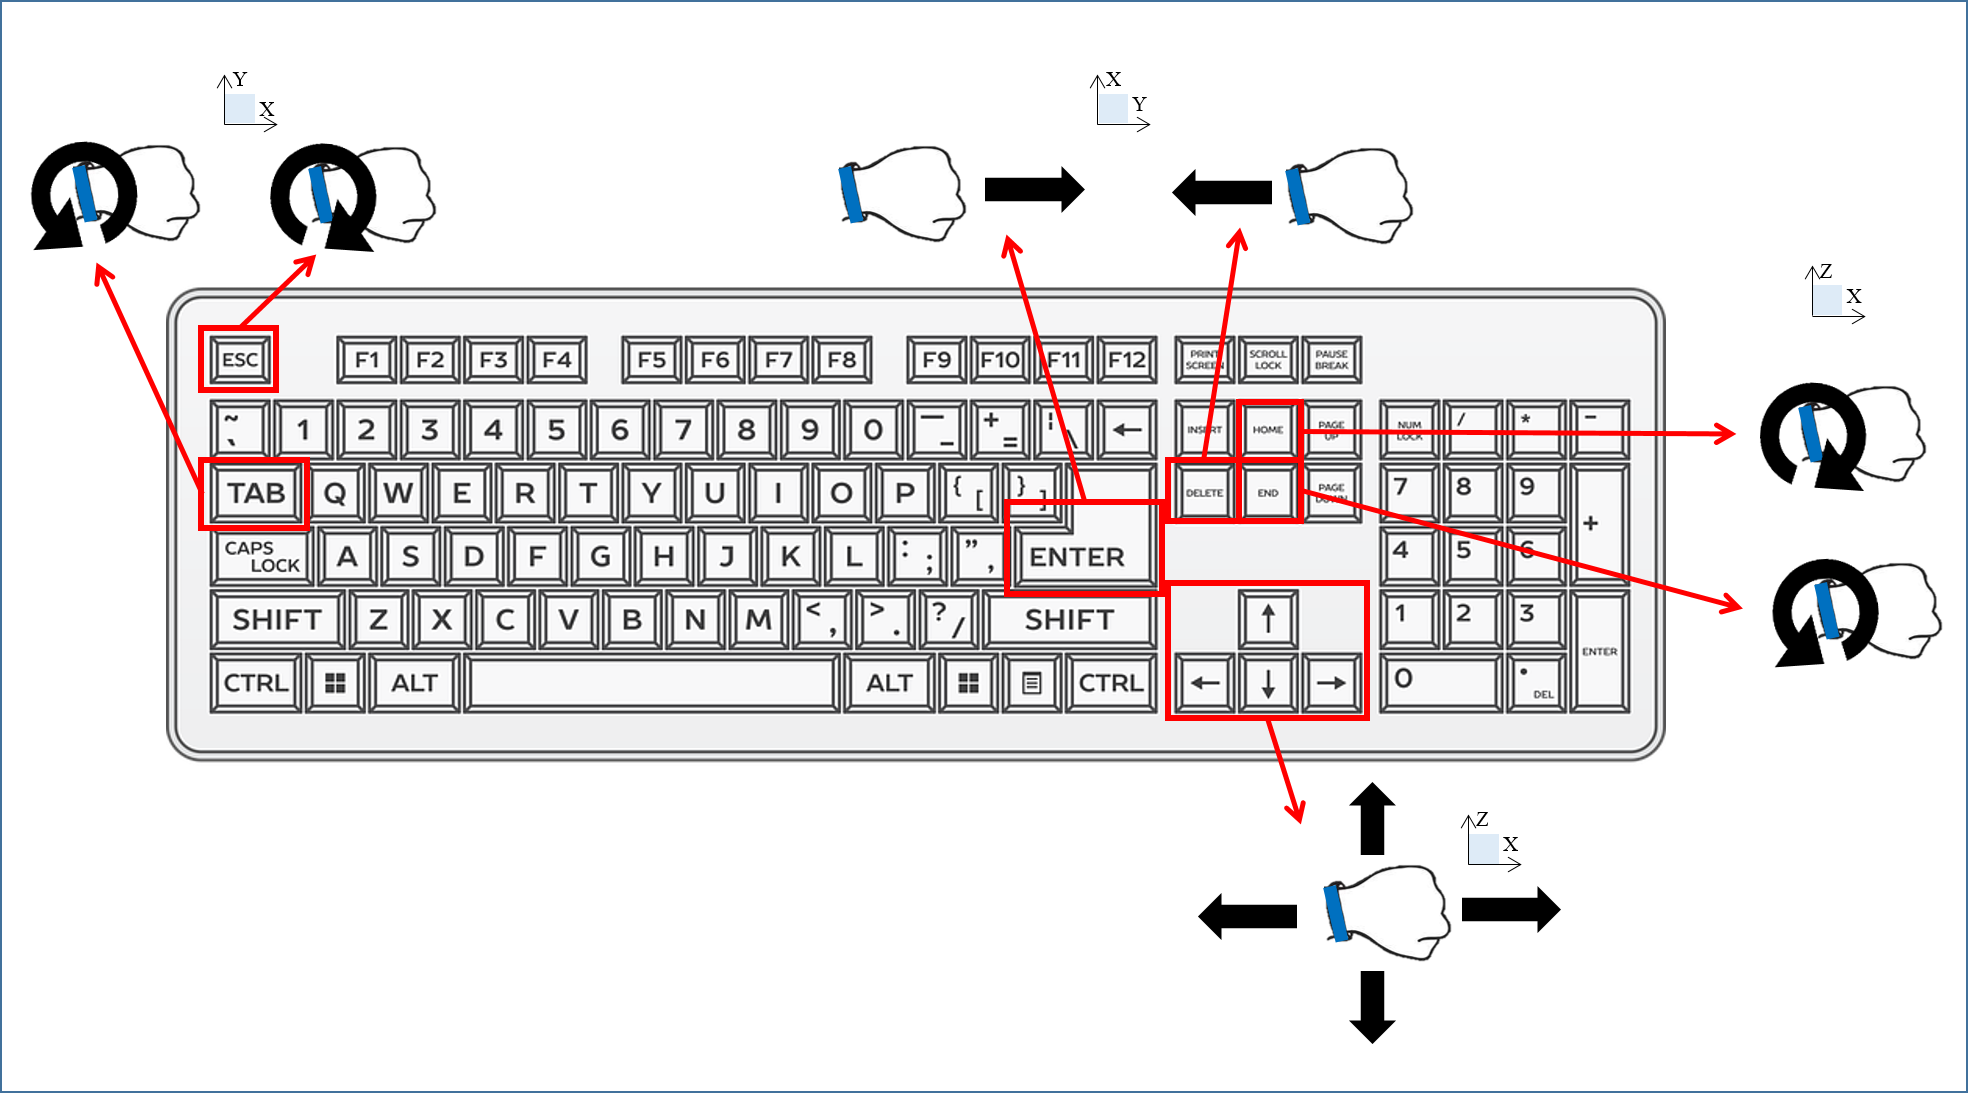 Y
X
X
Y
Z
X
ESC F1 F2 F3 F4 F5 F6 F7 F8 F9 F10 F11 F12 PRINT SCREEN SCROLL LOCK PAUSE BREAK
~ ` 1 2 3 4 5 6 7 8 9 0 — - + = ¦ \ ← INSERT HOME PAGE UP NUM LOCK / * -
TAB Q W E R T Y U I O P { [ } ] DELETE END PAGE DOWN 7 8 9 +
CAPS LOCK A S D F G H J K L : ; " , ENTER 4 5 6
SHIFT Z X C V B N M < , > . ? / SHIFT ↑ 1 2 3 ENTER
CTRL ALT ALT CTRL ← ↓ → 0 . DEL
Z
X